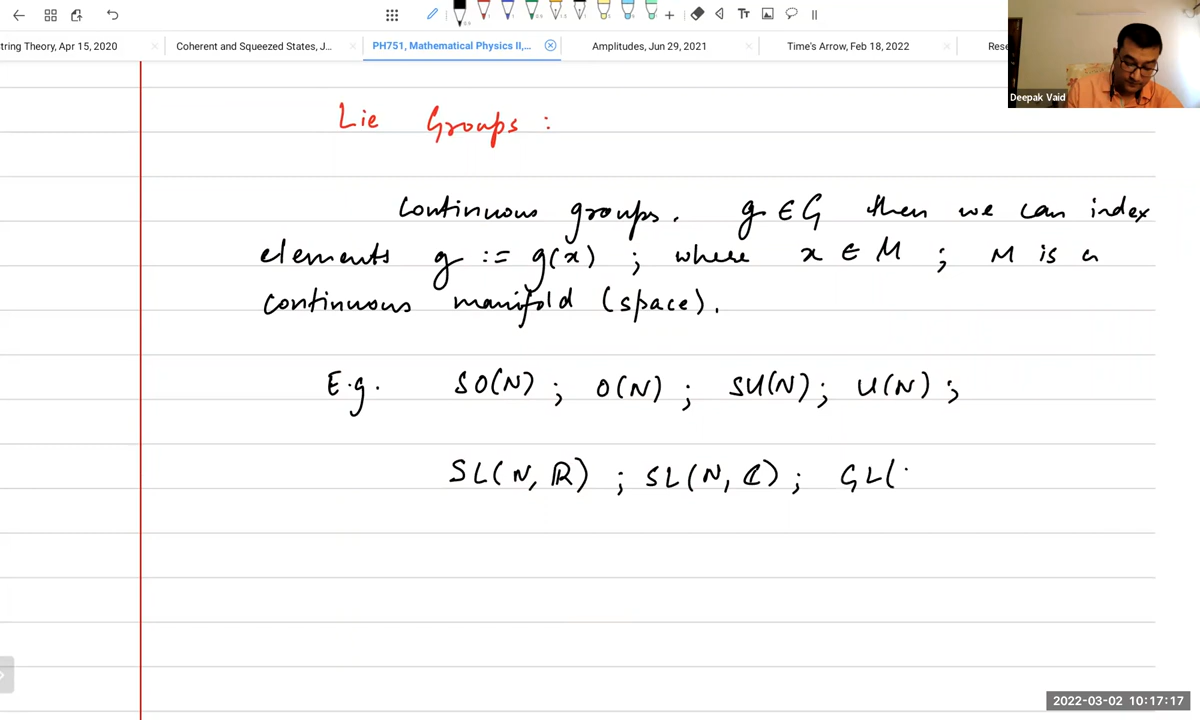 tring Theory, Apr 15, 2020
Coherent and Squeezed States, J...
PH751, Mathematical Physics II,...
Amplitudes, Jun 29, 2021
Time's Arrow, Feb 18, 2022
Rese
Deepak Vaid
Lie Groups :
Continuous groups. g ∈ G then we can index
elements g := g(x) ; where x ∈ M ; M is a
continuous manifold (space).
E.g. SO(N) ; O(N) ; SU(N) ; U(N) ;
SL(N, ℝ) ; SL(N, ℂ) ; GL(
2022-03-02 10:17:17